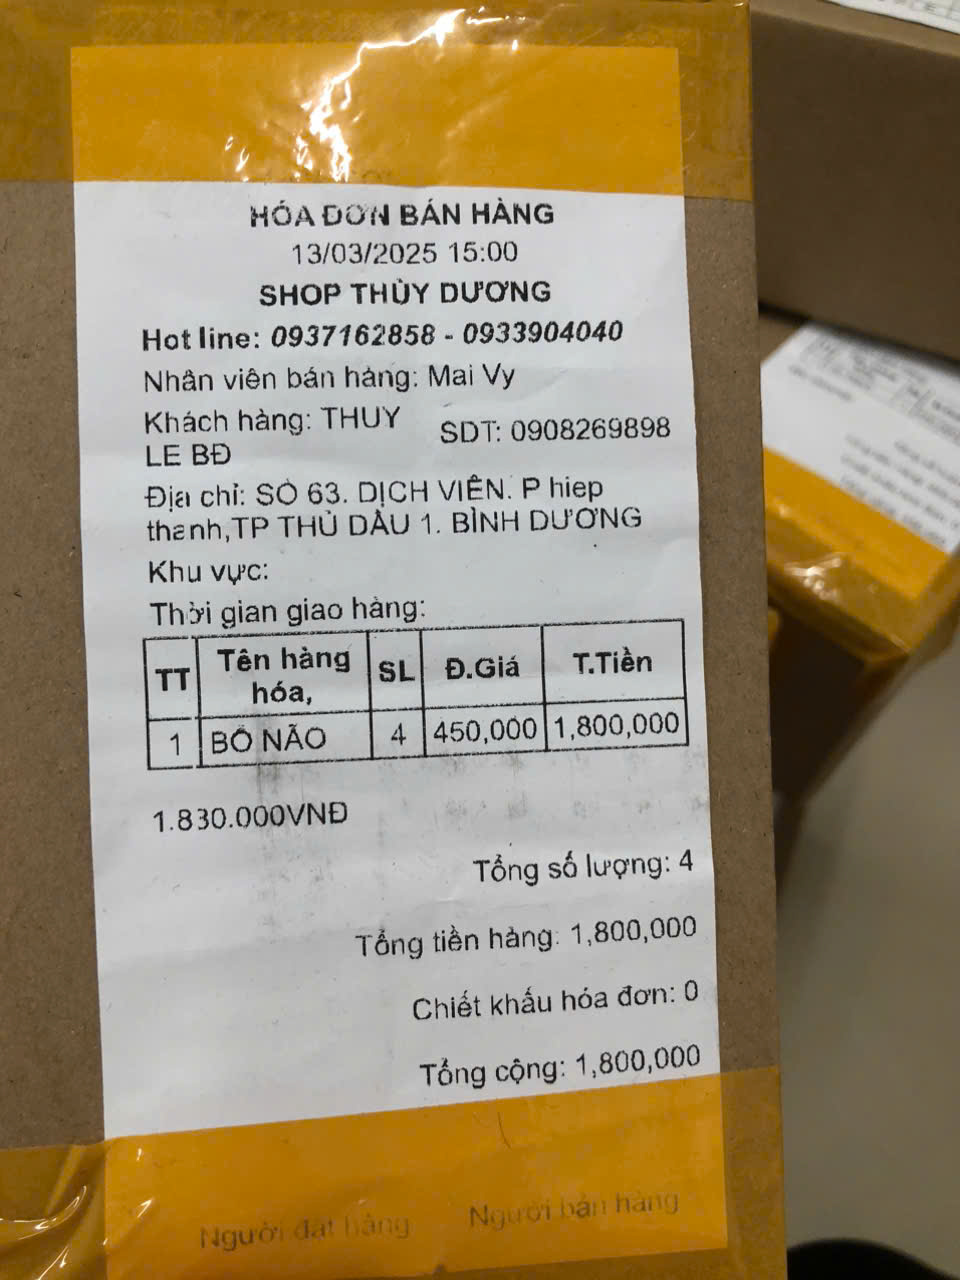 HÓA ĐƠN BÁN HÀNG
13/03/2025 15:00
SHOP THÙY DƯƠNG
Hot line: 0937162858 - 0933904040
Nhân viên bán hàng: Mai Vy
Khách hàng: THUY LE BĐ
SDT: 0908269898
Địa chỉ: SỐ 63. DỊCH VIÊN. P hiep
thanh,TP THỦ DẦU 1. BÌNH DƯƠNG
Khu vực:
Thời gian giao hàng:
TT Tên hàng hóa, SL Đ.Giá T.Tiền
1 BỔ NÃO 4 450,000 1,800,000
1.830.000VNĐ
Tổng số lượng: 4
Tổng tiền hàng: 1,800,000
Chiết khấu hóa đơn: 0
Tổng cộng: 1,800,000
Người đặt hàng Người bán hàng